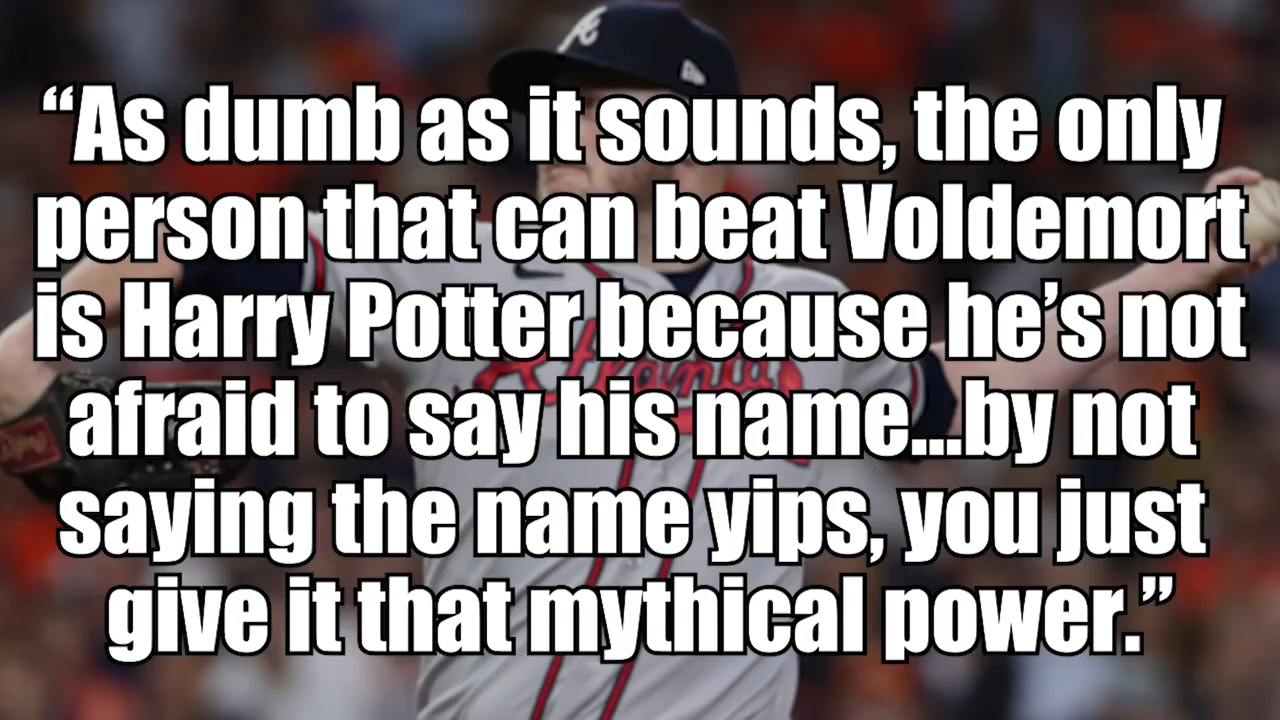 “As dumb as it sounds, the only
person that can beat Voldemort
is Harry Potter because he’s not
afraid to say his name...by not
saying the name yips, you just
give it that mythical power.”
Atlanta